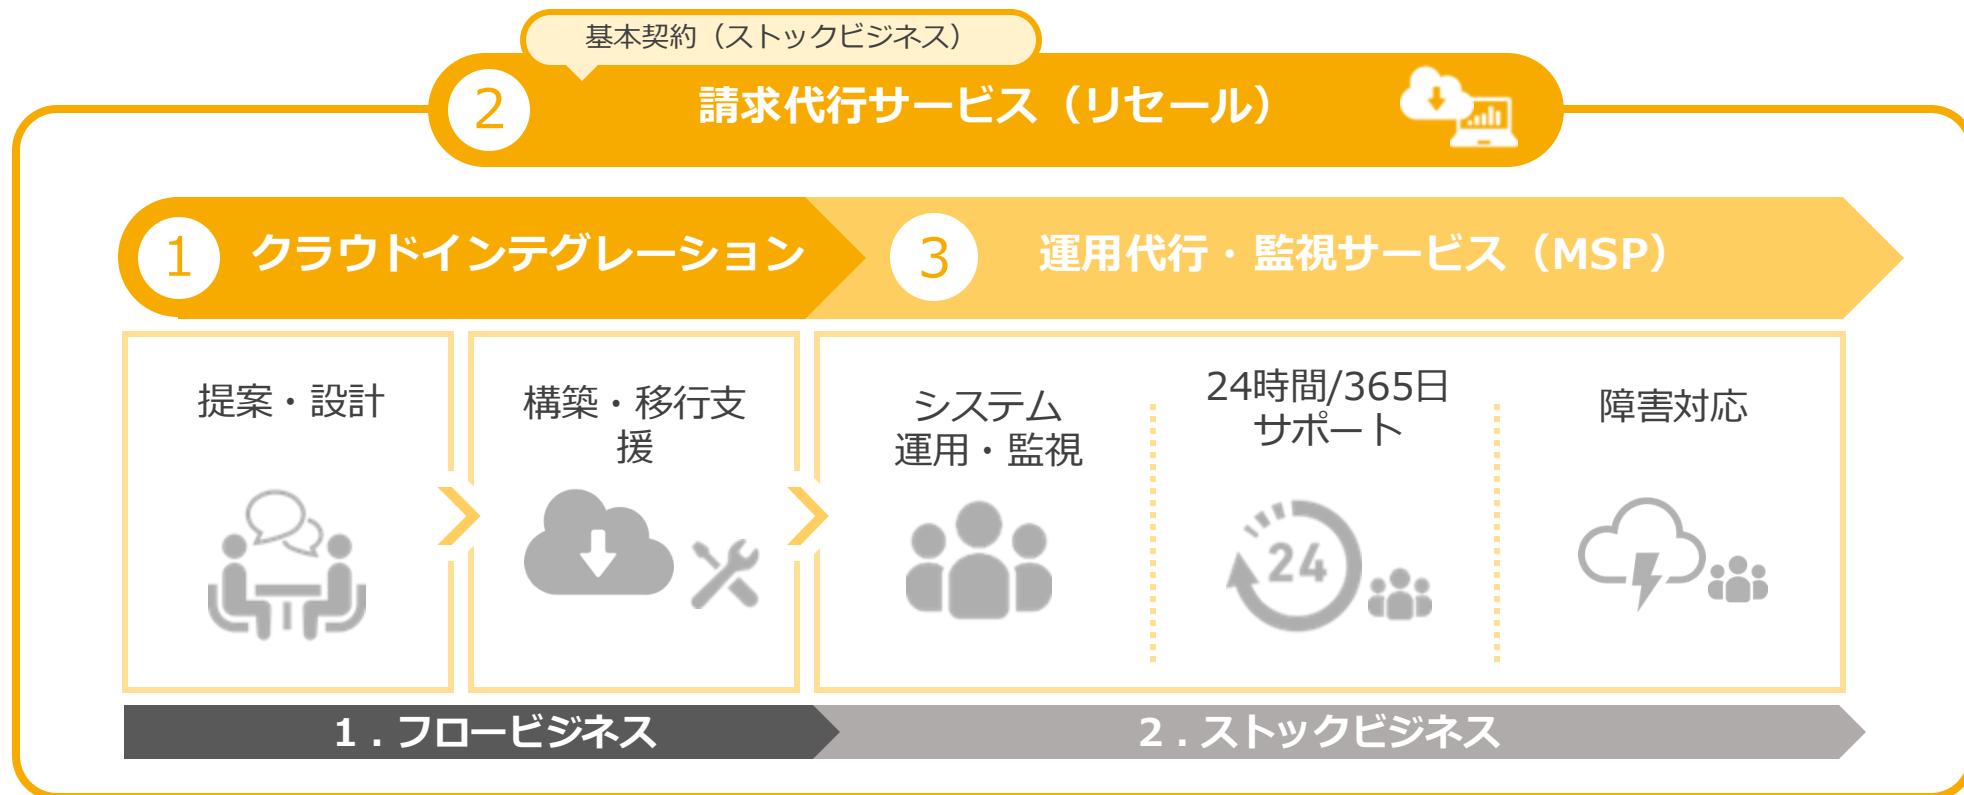 基本契約（ストックビジネス）
2
請求代行サービス（リセール）
1
クラウドインテグレーション
3
運用代行・監視サービス（MSP）
提案・設計
構築・移行支
援
システム
運用・監視
24時間/365日
サポート
24
障害対応
1．フロービジネス
2．ストックビジネス